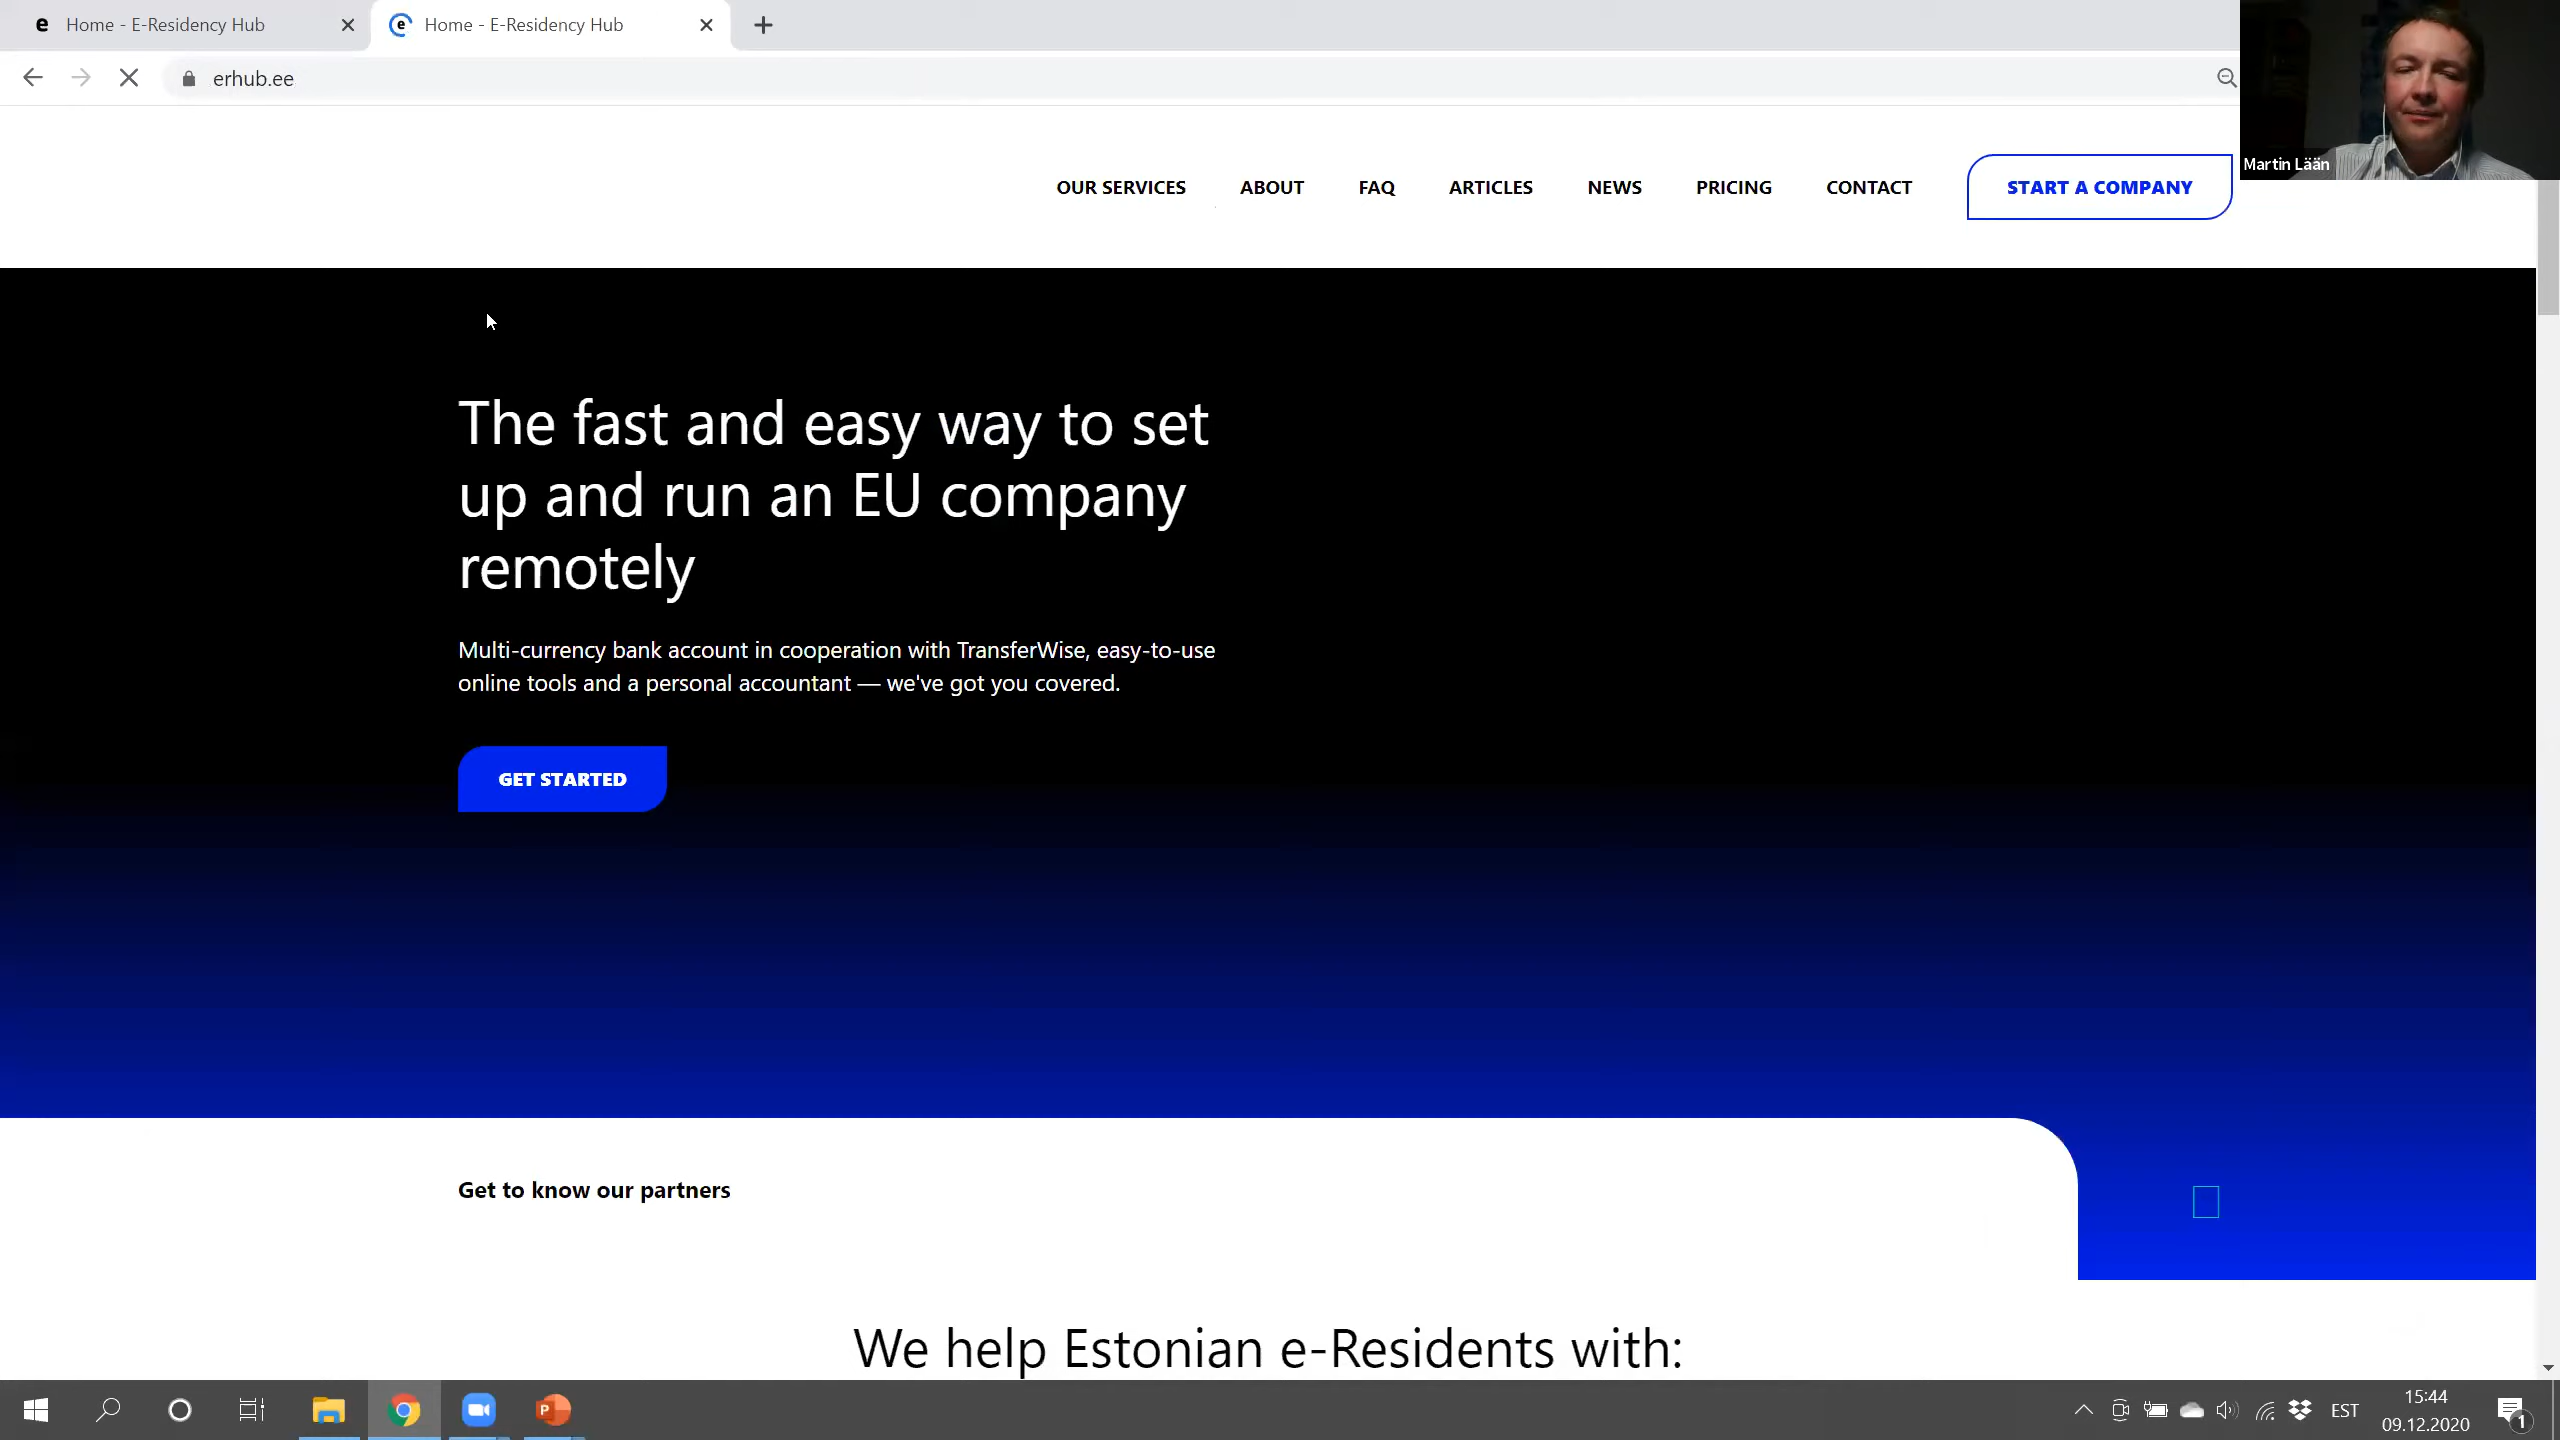 e Home - E-Residency Hub
e Home - E-Residency Hub
erhub.ee
Martin Lään
OUR SERVICES ABOUT FAQ ARTICLES NEWS PRICING CONTACT START A COMPANY
The fast and easy way to set
up and run an EU company
remotely
Multi-currency bank account in cooperation with TransferWise, easy-to-use
online tools and a personal accountant — we've got you covered.
GET STARTED
Get to know our partners
We help Estonian e-Residents with:
P
EST
15:44
09.12.2020
1